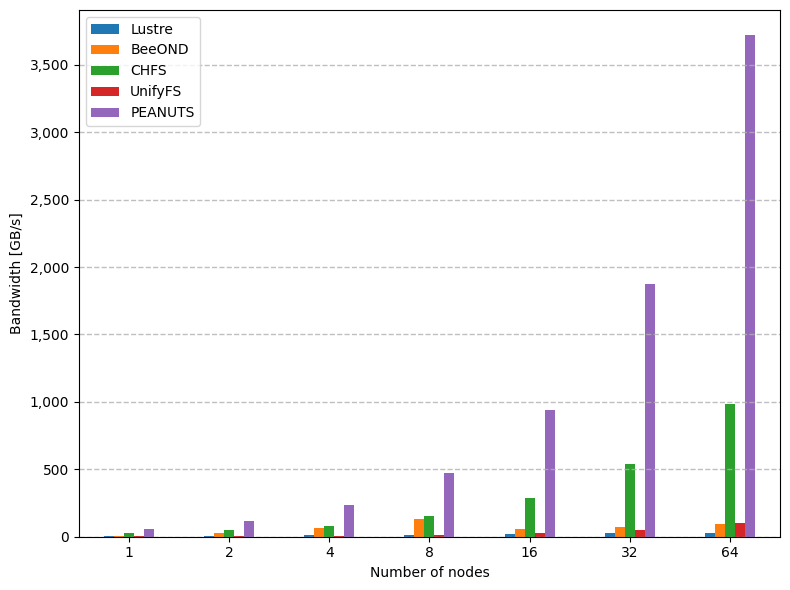 Lustre
BeeOND
CHFS
UnifyFS
PEANUTS
Bandwidth [GB/s]
3,500
3,000
2,500
2,000
1,500
1,000
500
0
1 2 4 8 16 32 64
Number of nodes